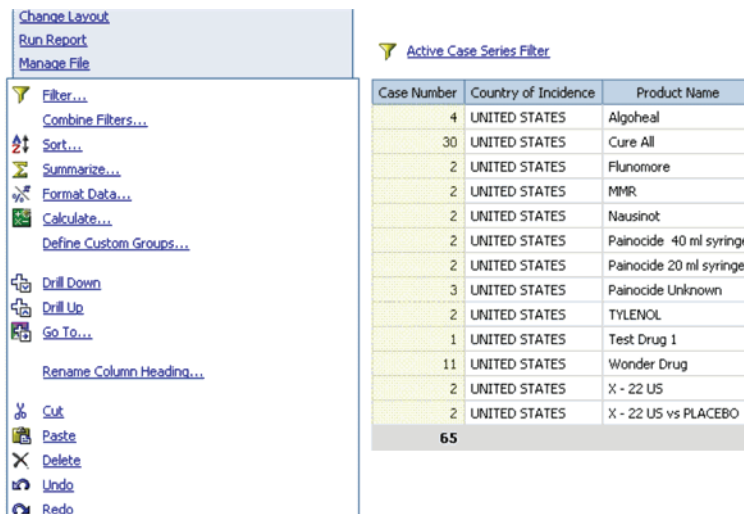 Change Layout
Run Report
Manage File
Filter...
Combine Filters...
Sort...
Summarize...
Format Data...
Calculate...
Define Custom Groups...
Drill Down
Drill Up
Go To...
Rename Column Heading...
Cut
Paste
Delete
Undo
Redo
Active Case Series Filter
Case Number Country of Incidence Product Name
4 UNITED STATES Algoheal
30 UNITED STATES Cure All
2 UNITED STATES Flunomore
2 UNITED STATES MMR
2 UNITED STATES Nausinot
2 UNITED STATES Painocide 40 ml syringe
2 UNITED STATES Painocide 20 ml syringe
3 UNITED STATES Painocide Unknown
2 UNITED STATES TYLENOL
1 UNITED STATES Test Drug 1
11 UNITED STATES Wonder Drug
2 UNITED STATES X - 22 US
2 UNITED STATES X - 22 US vs PLACEBO
65